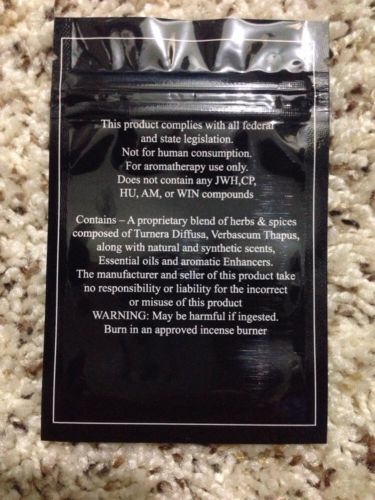 This product complies with all federal
and state legislation.
Not for human consumption.
For aromatherapy use only.
Does not contain any JWH,CP,
HU, AM, or WIN compounds
Contains – A proprietary blend of herbs & spices
composed of Turnera Diffusa, Verbascum Thapus,
along with natural and synthetic scents,
Essential oils and aromatic Enhancers.
The manufacturer and seller of this product take
no responsibility or liability for the incorrect
or misuse of this product
WARNING: May be harmful if ingested.
Burn in an approved incense burner